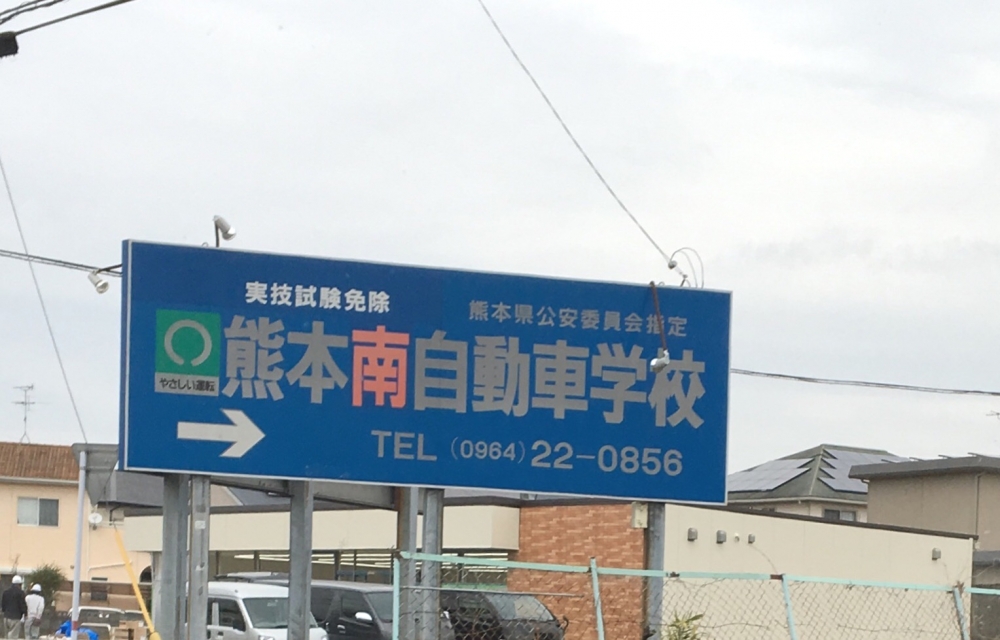 実技試験免除
熊本県公安委員会指定
やさしい運転
熊本南自動車学校
TEL (0964) 22-0856